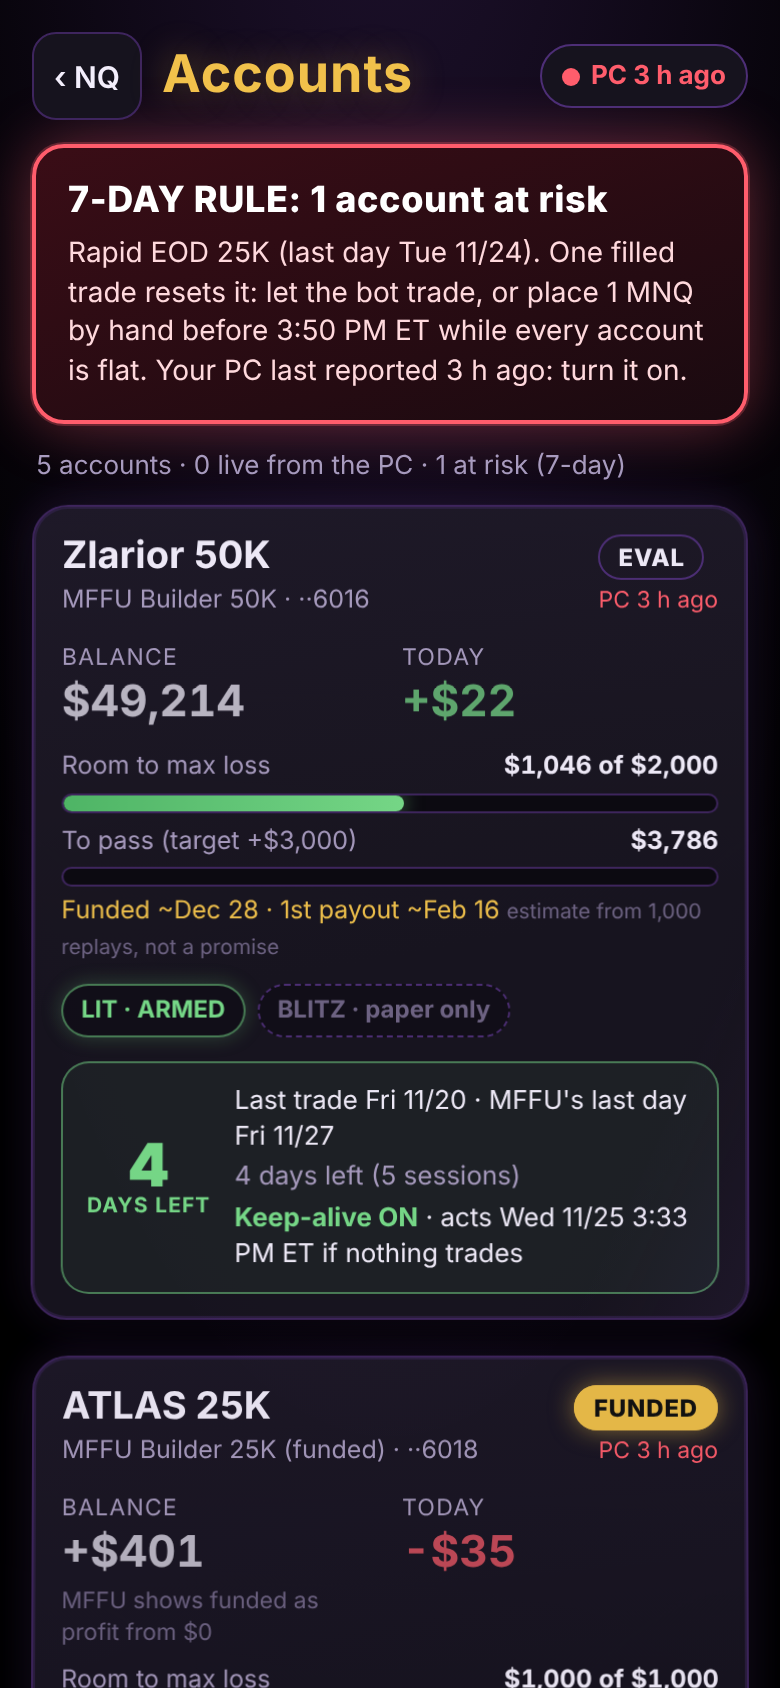 ‹ NQ
Accounts
PC 3 h ago
7-DAY RULE: 1 account at risk
Rapid EOD 25K (last day Tue 11/24). One filled
trade resets it: let the bot trade, or place 1 MNQ
by hand before 3:50 PM ET while every account
is flat. Your PC last reported 3 h ago: turn it on.
5 accounts · 0 live from the PC · 1 at risk (7-day)
Zlarior 50K
EVAL
MFFU Builder 50K · ··6016
PC 3 h ago
BALANCE
TODAY
$49,214
+$22
Room to max loss
$1,046 of $2,000
To pass (target +$3,000)
$3,786
Funded ~Dec 28 · 1st payout ~Feb 16 estimate from 1,000
replays, not a promise
LIT · ARMED
BLITZ · paper only
4
DAYS LEFT
Last trade Fri 11/20 · MFFU's last day
Fri 11/27
4 days left (5 sessions)
Keep-alive ON · acts Wed 11/25 3:33
PM ET if nothing trades
ATLAS 25K
FUNDED
MFFU Builder 25K (funded) · ··6018
PC 3 h ago
BALANCE
TODAY
+$401
-$35
MFFU shows funded as
profit from $0
Room to max loss
$1,000 of $1,000